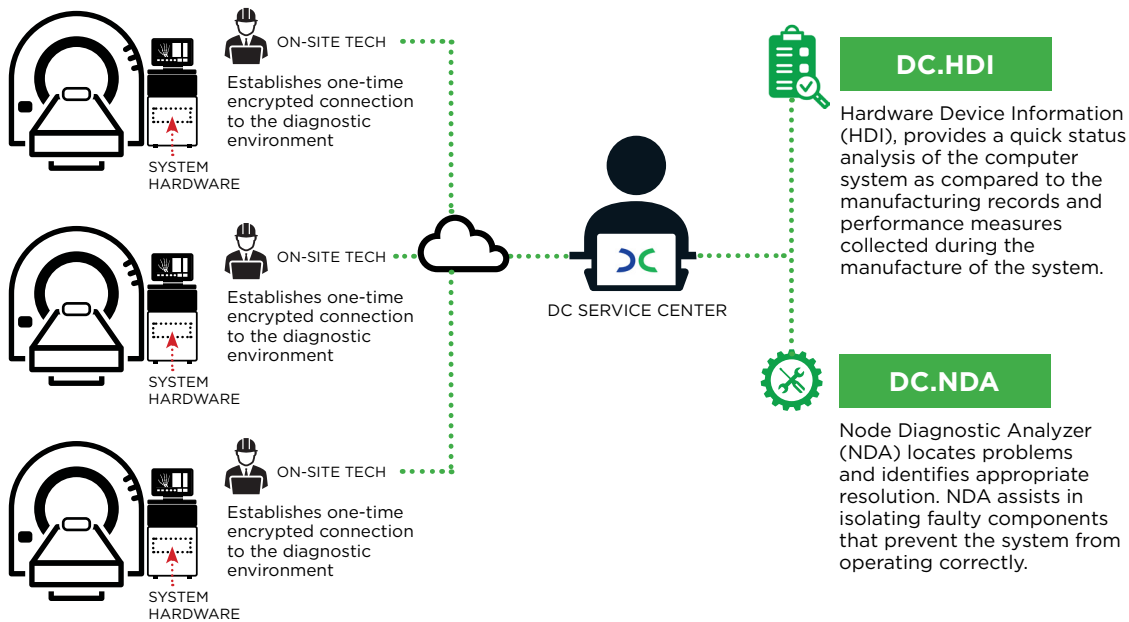 ON-SITE TECH
Establishes one-time
encrypted connection
to the diagnostic
environment
SYSTEM
HARDWARE
ON-SITE TECH
Establishes one-time
encrypted connection
to the diagnostic
environment
SYSTEM
HARDWARE
ON-SITE TECH
Establishes one-time
encrypted connection
to the diagnostic
environment
SYSTEM
HARDWARE
DC
DC SERVICE CENTER
DC.HDI
Hardware Device Information
(HDI), provides a quick status
analysis of the computer
system as compared to the
manufacturing records and
performance measures
collected during the
manufacture of the system.
DC.NDA
Node Diagnostic Analyzer
(NDA) locates problems
and identifies appropriate
resolution. NDA assists in
isolating faulty components
that prevent the system from
operating correctly.